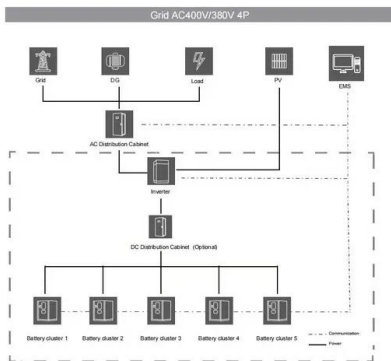 Grid AC400V/380V 4P
Grid
DG
Load
PV
EMS
AC Distribution Cabinet
Inverter
DC Distribution Cabinet (Optional)
Battery cluster 1
Battery cluster 2
Battery cluster 3
Battery cluster 4
Battery cluster 5
Communication
Power